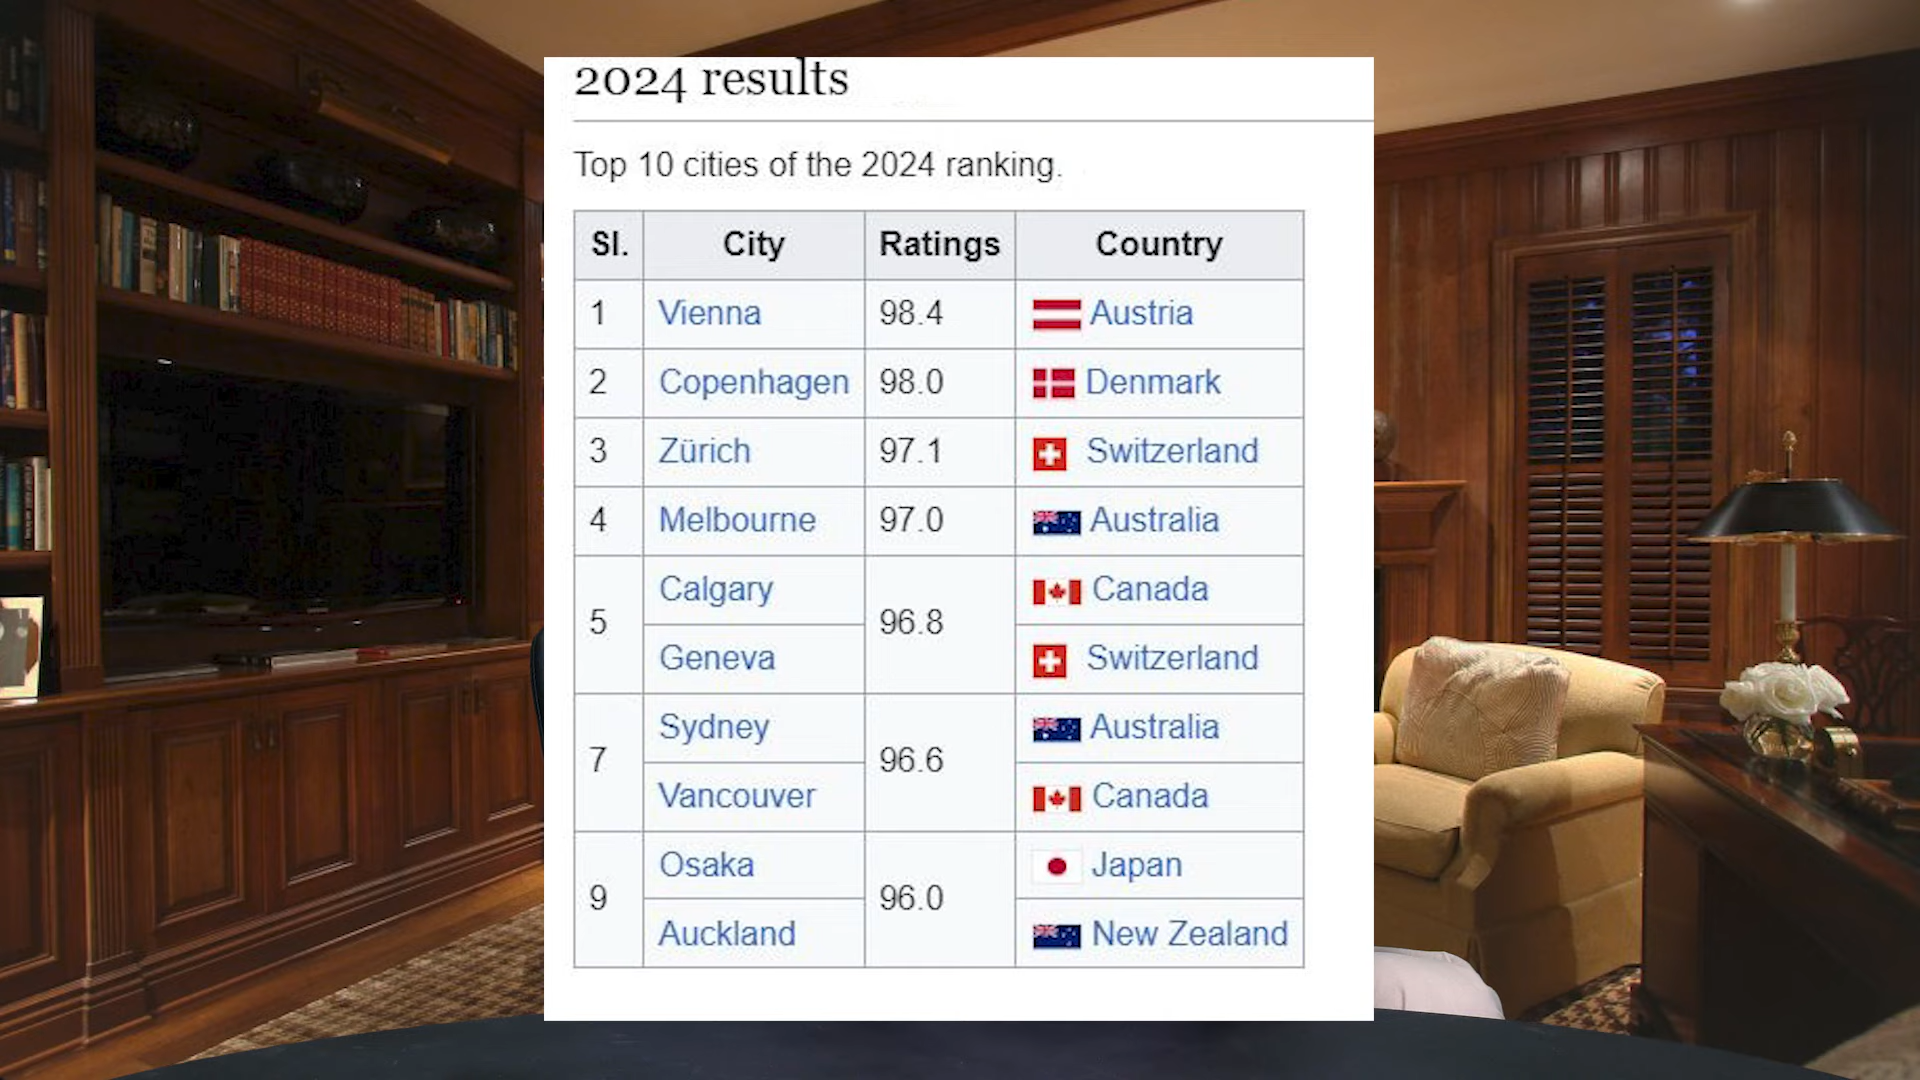 2024 results
Top 10 cities of the 2024 ranking.
Sl. City Ratings Country
1 Vienna 98.4 Austria
2 Copenhagen 98.0 Denmark
3 Zürich 97.1 Switzerland
4 Melbourne 97.0 Australia
5 Calgary 96.8 Canada
Geneva Switzerland
7 Sydney 96.6 Australia
Vancouver Canada
9 Osaka 96.0 Japan
Auckland New Zealand